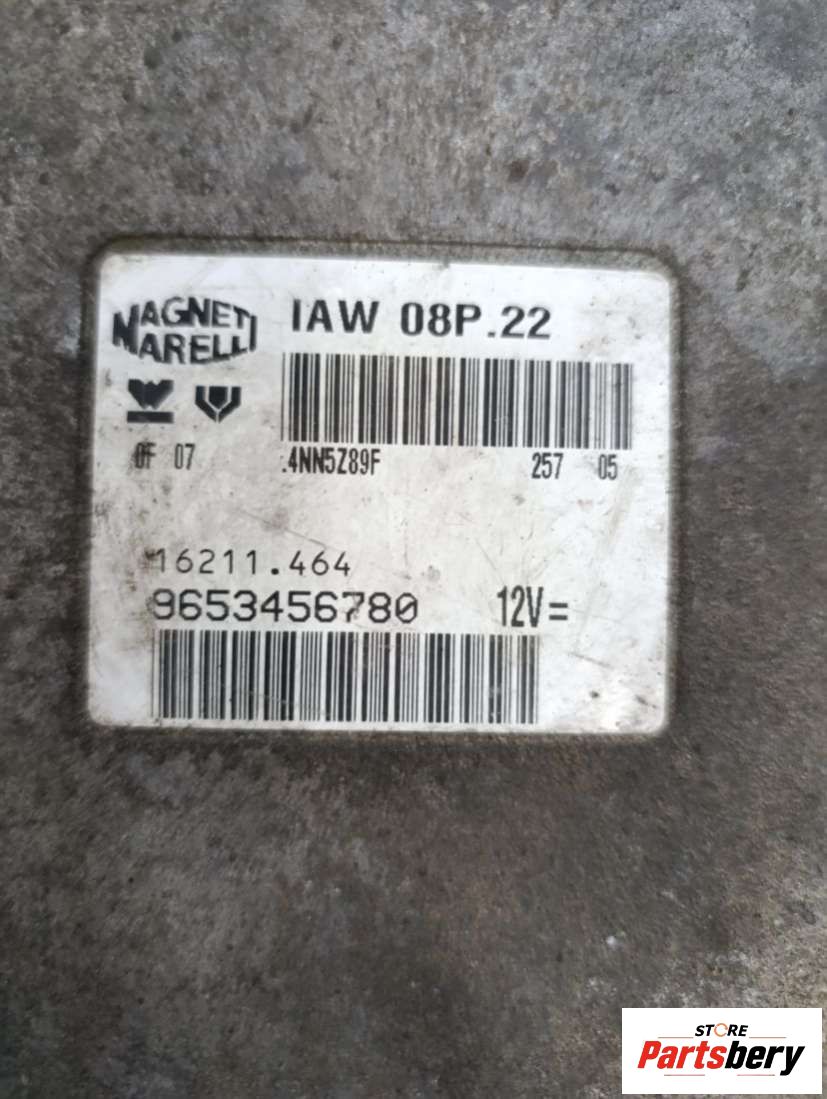 MAGNETI
MARELLI
IAW 08P.22
0F 07
.4NN5Z89F 257 05
16211.464
9653456780 12V=
STORE
Partsbery